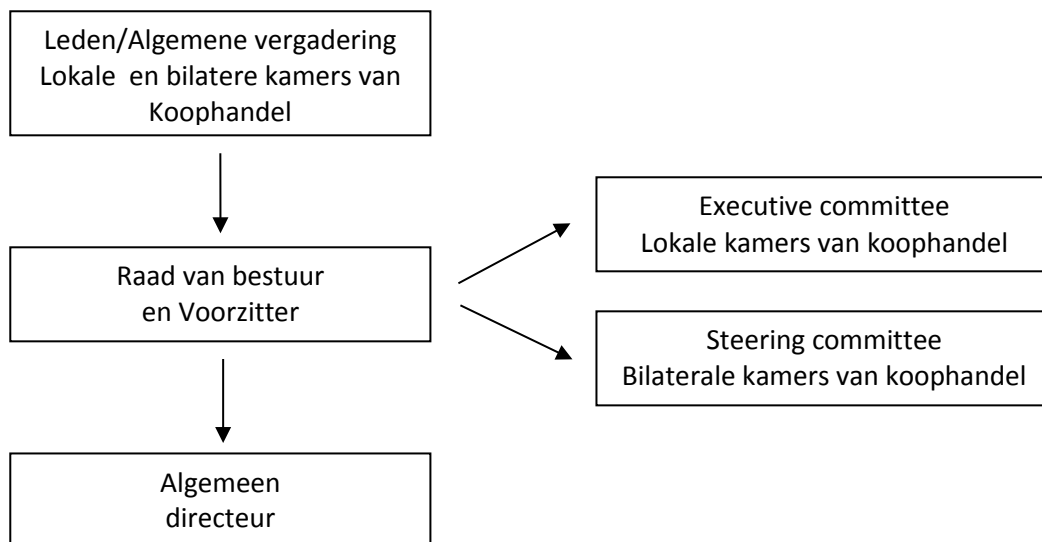 Leden/Algemene vergadering
Lokale en bilatere kamers van
Koophandel
Executive committee
Lokale kamers van koophandel
Raad van bestuur
en Voorzitter
Steering committee
Bilaterale kamers van koophandel
Algemeen
directeur